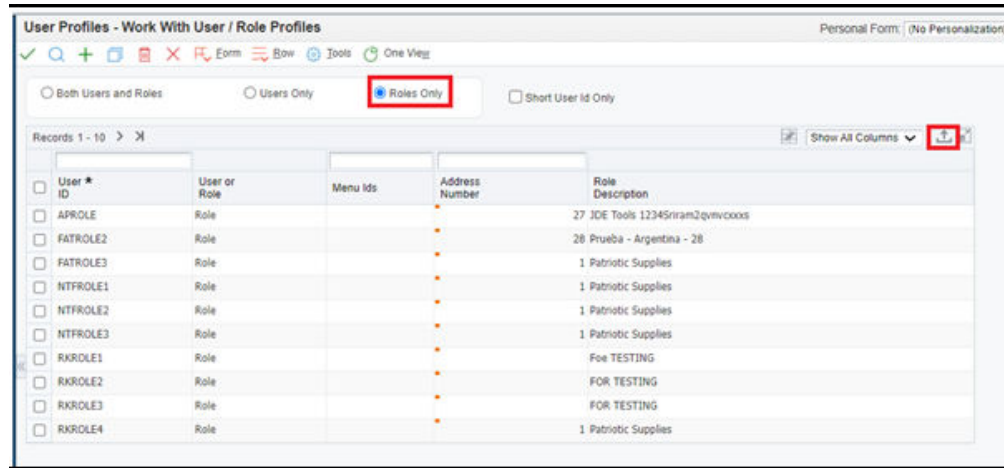 User Profiles - Work With User / Role Profiles
Personal Form: (No Personalization)
Form Row Tools One View
Both Users and Roles Users Only Roles Only Short User Id Only
Records 1 - 10 Show All Columns
User * ID User or Role Menu Ids Address Number Role Description
APROLE Role 27 JDE Tools
FATROLE2 Role 28 Prueba - Argentina - 28
FATROLE3 Role 1 Patriotic Supplies
NTFROLE1 Role 1 Patriotic Supplies
NTFROLE2 Role 1 Patriotic Supplies
NTFROLE3 Role 1 Patriotic Supplies
RKROLE1 Role Foe TESTING
RKROLE2 Role FOR TESTING
RKROLE3 Role FOR TESTING
RKROLE4 Role 1 Patriotic Supplies